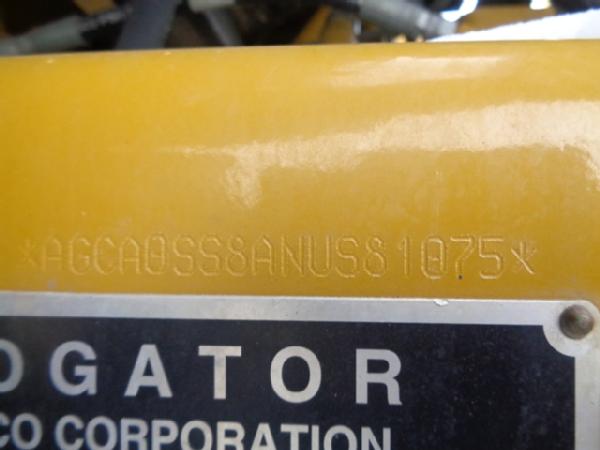 *AGCA0SS8ANUS81075*
OGATOR
CO CORPORATION